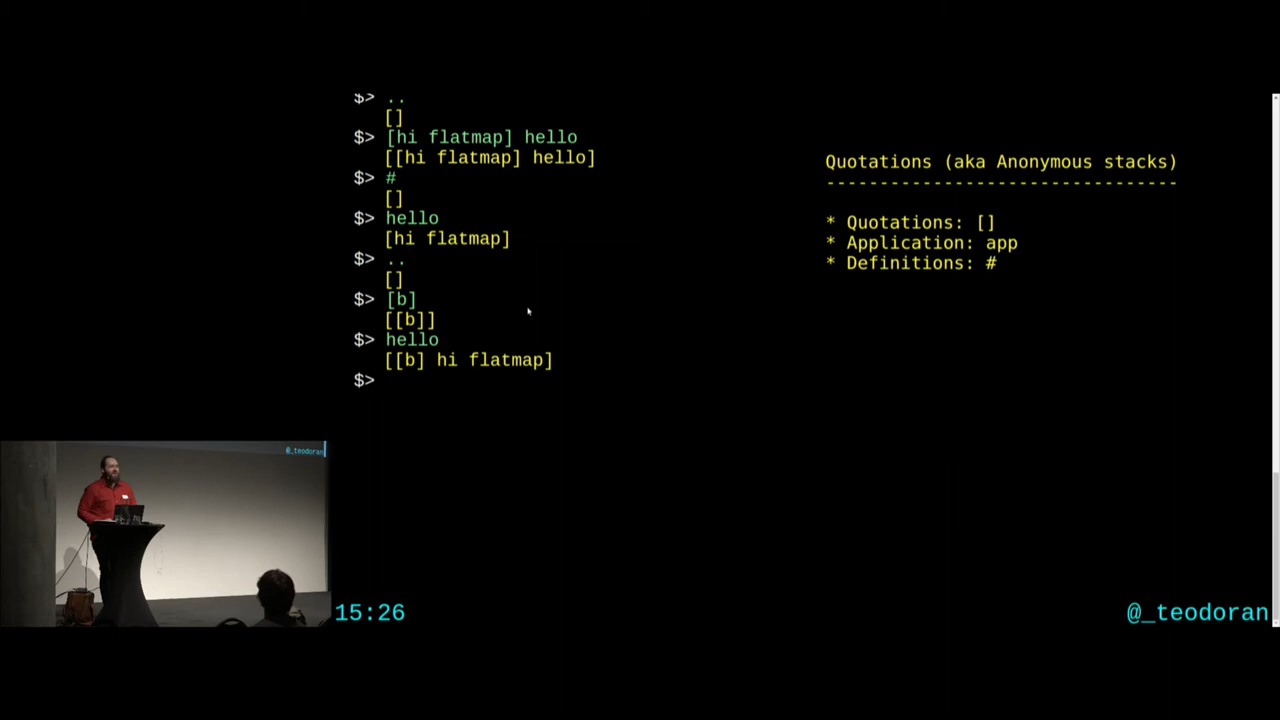 $> ..
[]
$> [hi flatmap] hello
[[hi flatmap] hello]
$> #
[]
$> hello
[hi flatmap]
$> ..
[]
$> [b]
[[b]]
$> hello
[[b] hi flatmap]
$>
Quotations (aka Anonymous stacks)
---------------------------------
* Quotations: []
* Application: app
* Definitions: #
@_teodoran
15:26
@_teodoran